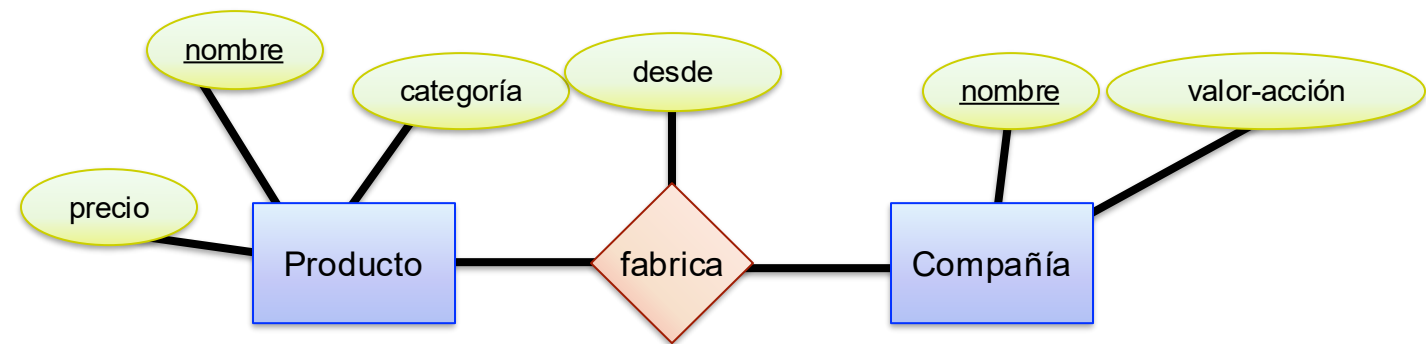 nombre
categoría
desde
nombre
valor-acción
precio
Producto
fabrica
Compañía